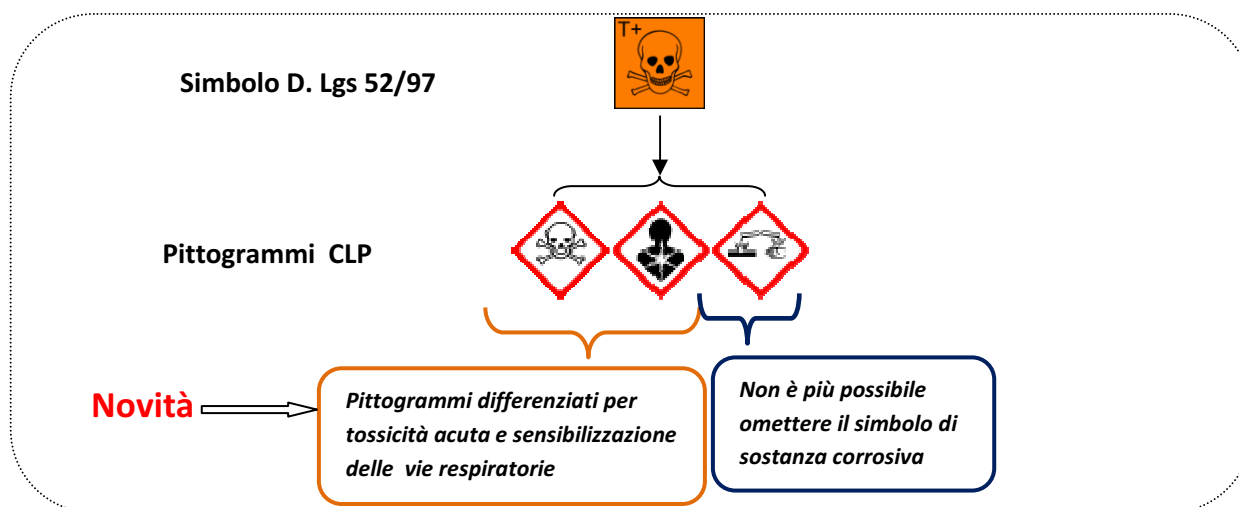 T+
Simbolo D. Lgs 52/97
Pittogrammi CLP
Novità
Pittogrammi differenziati per
tossicità acuta e sensibilizzazione
delle vie respiratorie
Non è più possibile
omettere il simbolo di
sostanza corrosiva